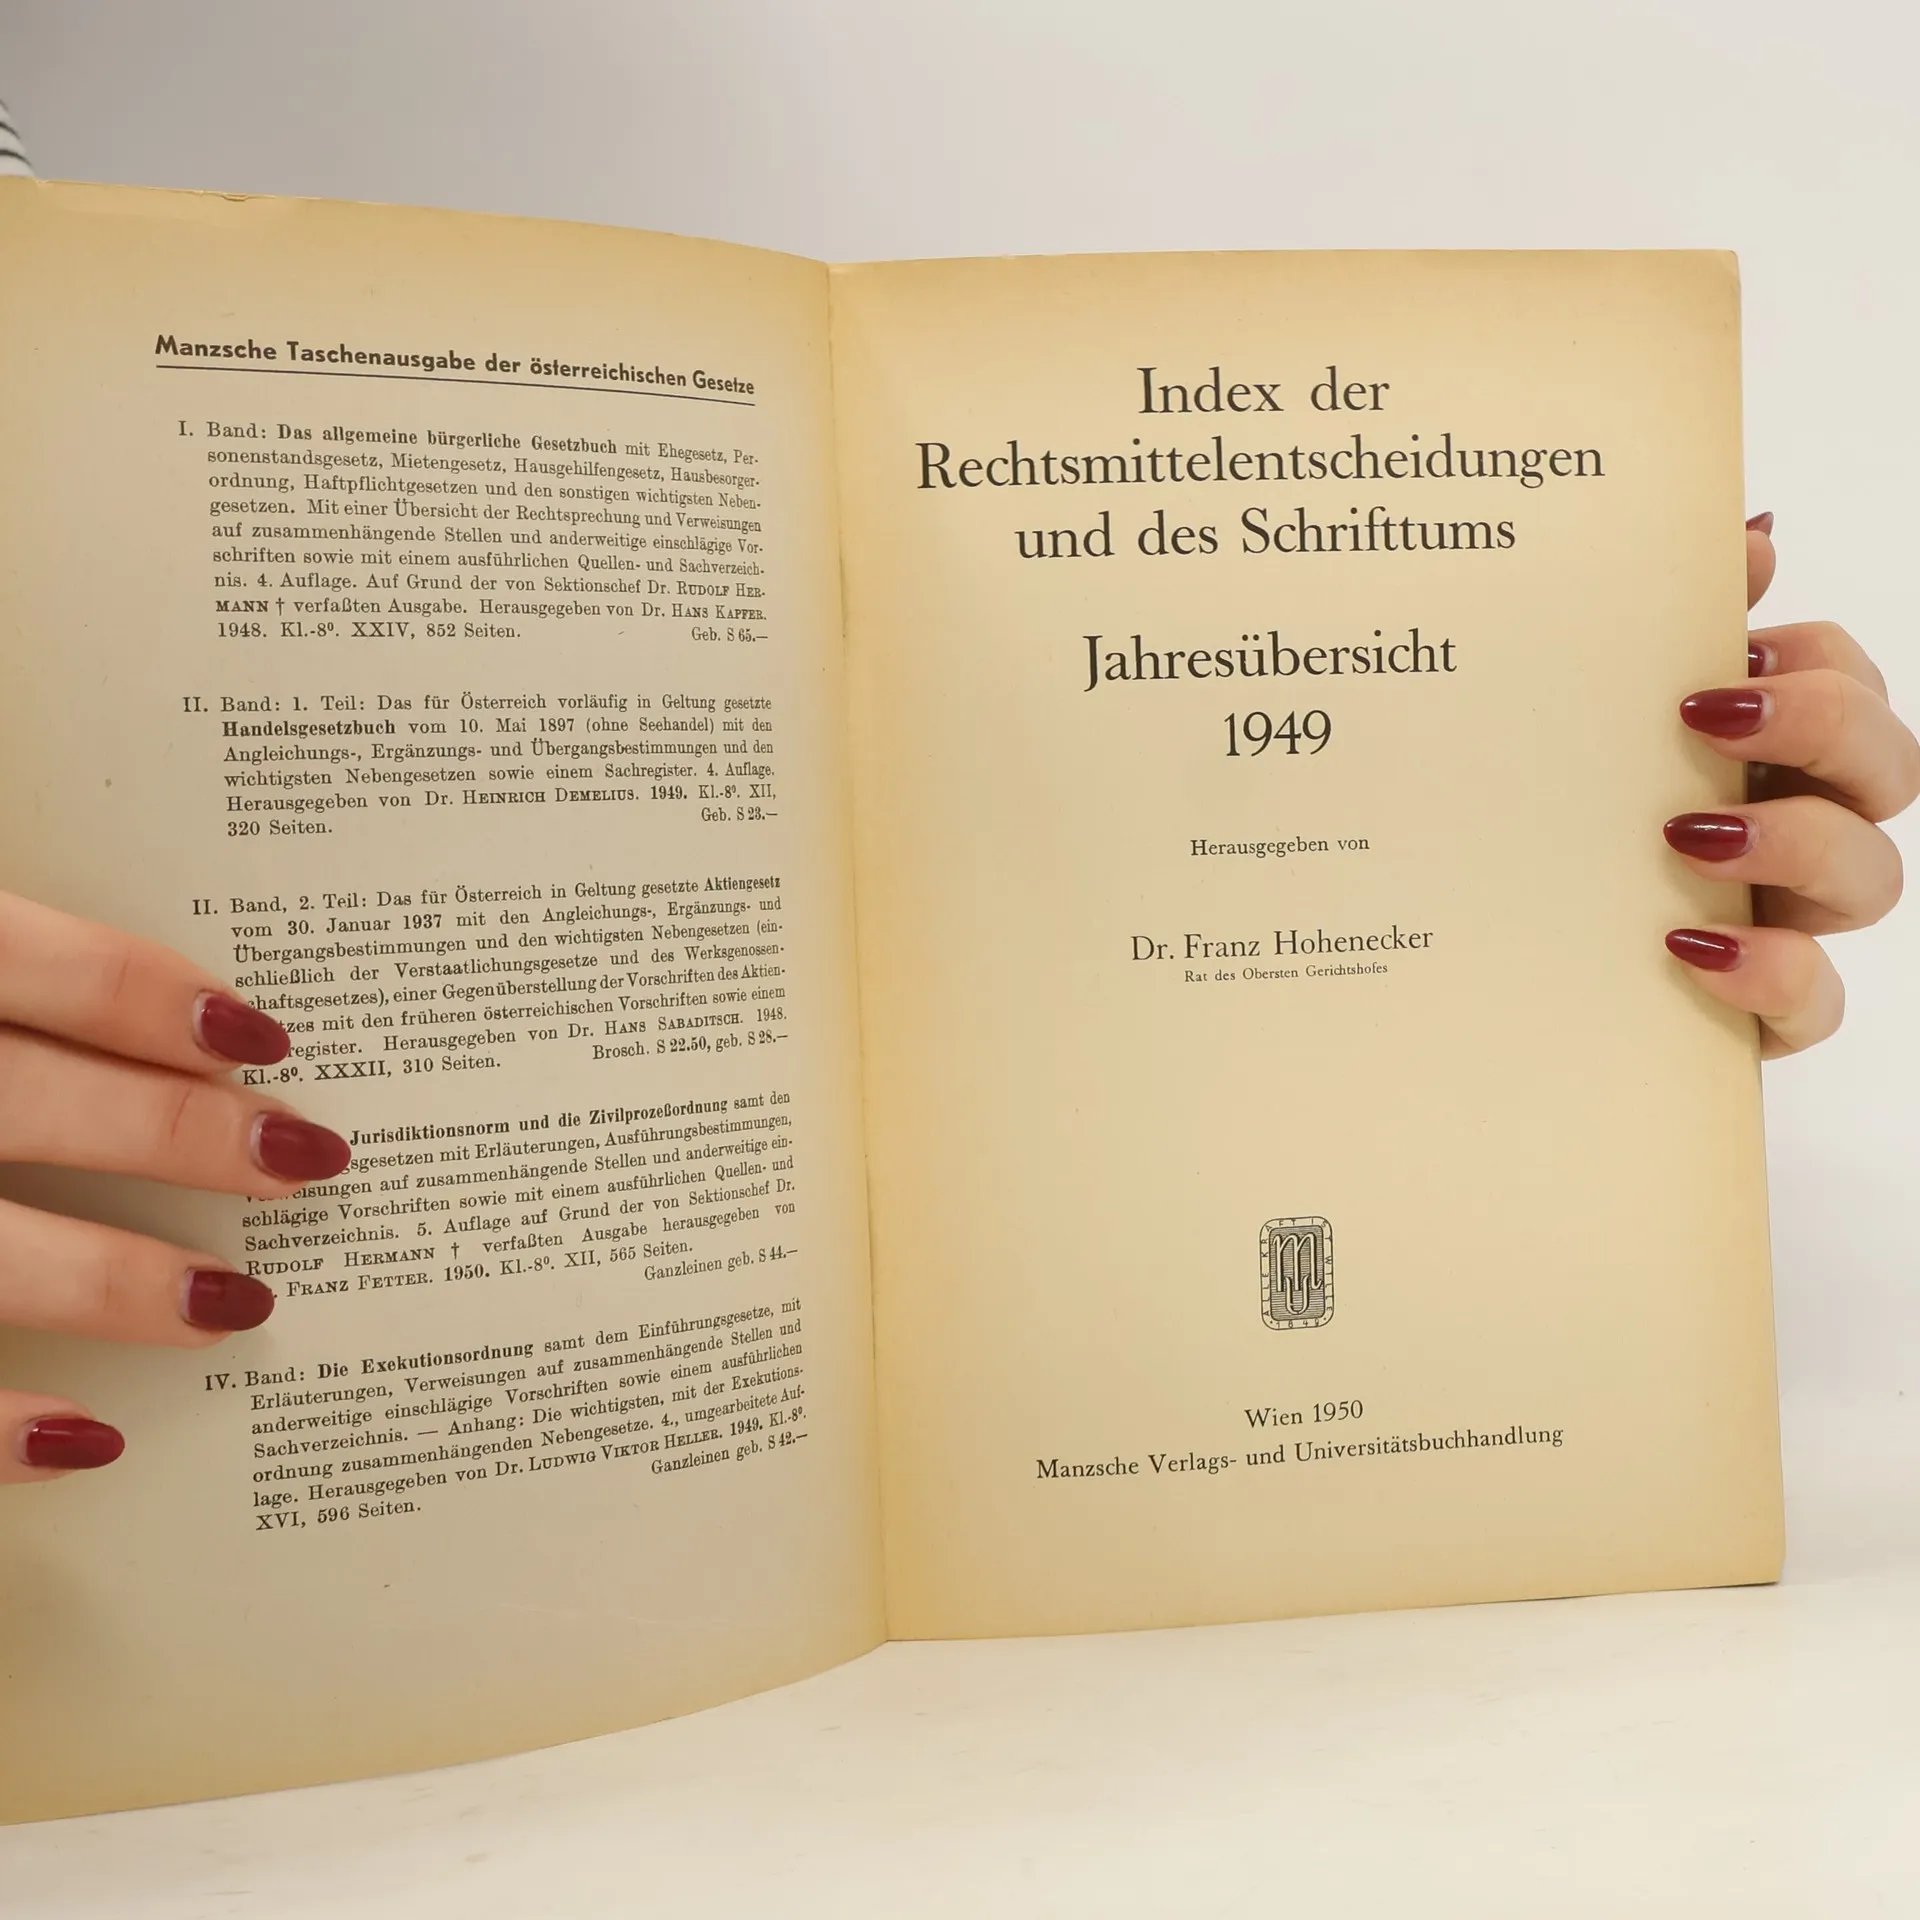 Manzsche Taschenausgabe der österreichischen Gesetze
I. Band: Das allgemeine bürgerliche Gesetzbuch mit Ehegesetz, Per-
sonenstandsgesetz, Mietengesetz, Hausgehilfengesetz, Hausbesorger-
ordnung, Haftpflichtgesetzen und den sonstigen wichtigsten Neben-
gesetzen. Mit einer Übersicht der Rechtsprechung und Verweisungen
auf zusammenhängende Stellen und anderweitige einschlägige Vor-
schriften sowie mit einem ausführlichen Quellen- und Sachverzeich-
nis. 4. Auflage. Auf Grund der von Sektionschef Dr. RUDOLF HER-
MANN † verfaßten Ausgabe. Herausgegeben von Dr. HANS KAPFER.
1948. Kl.-8⁰. XXIV, 852 Seiten. Geb. S 65.—
II. Band: 1. Teil: Das für Österreich vorläufig in Geltung gesetzte
Handelsgesetzbuch vom 10. Mai 1897 (ohne Seehandel) mit den
Angleichungs-, Ergänzungs- und Übergangsbestimmungen und den
wichtigsten Nebengesetzen sowie einem Sachregister. 4. Auflage.
Herausgegeben von Dr. HEINRICH DEMELIUS. 1949. Kl.-8⁰. XII,
320 Seiten. Geb. S 23.—
II. Band, 2. Teil: Das für Österreich in Geltung gesetzte Aktiengesetz
vom 30. Januar 1937 mit den Angleichungs-, Ergänzungs- und
Übergangsbestimmungen und den wichtigsten Nebengesetzen (ein-
schließlich der Verstaatlichungsgesetze und des Werksgenossen-
schaftsgesetzes), einer Gegenüberstellung der Vorschriften des Aktien-
tzes mit den früheren österreichischen Vorschriften sowie einem
register. Herausgegeben von Dr. HANS SABADITSCH. 1948.
Kl.-8⁰. XXXII, 310 Seiten. Brosch. S 22.50, geb. S 28.—
Jurisdiktionsnorm und die Zivilprozeßordnung samt den
gsgesetzen mit Erläuterungen, Ausführungsbestimmungen,
Verweisungen auf zusammenhängende Stellen und anderweitige ein-
schlägige Vorschriften sowie mit einem ausführlichen Quellen- und
Sachverzeichnis. 5. Auflage auf Grund der von Sektionschef Dr.
RUDOLF HERMANN † verfaßten Ausgabe herausgegeben von
. FRANZ FETTER. 1950. Kl.-8⁰. XII, 565 Seiten.
Ganzleinen geb. S 44.—
IV. Band: Die Exekutionsordnung samt dem Einführungsgesetze, mit
Erläuterungen, Verweisungen auf zusammenhängende Stellen und
anderweitige einschlägige Vorschriften sowie einem ausführlichen
Sachverzeichnis. — Anhang: Die wichtigsten, mit der Exekutions-
ordnung zusammenhängenden Nebengesetze. 4., umgearbeitete Auf-
lage. Herausgegeben von Dr. LUDWIG VIKTOR HELLER. 1949. Kl.-8⁰.
XVI, 596 Seiten. Ganzleinen geb. S 42.—
Index der
Rechtsmittelentscheidungen
und des Schrifttums
Jahresübersicht
1949
Herausgegeben von
Dr. Franz Hohenecker
Rat des Obersten Gerichtshofes
ALLE KRAFT IST WILLE
1849
Wien 1950
Manzsche Verlags- und Universitätsbuchhandlung